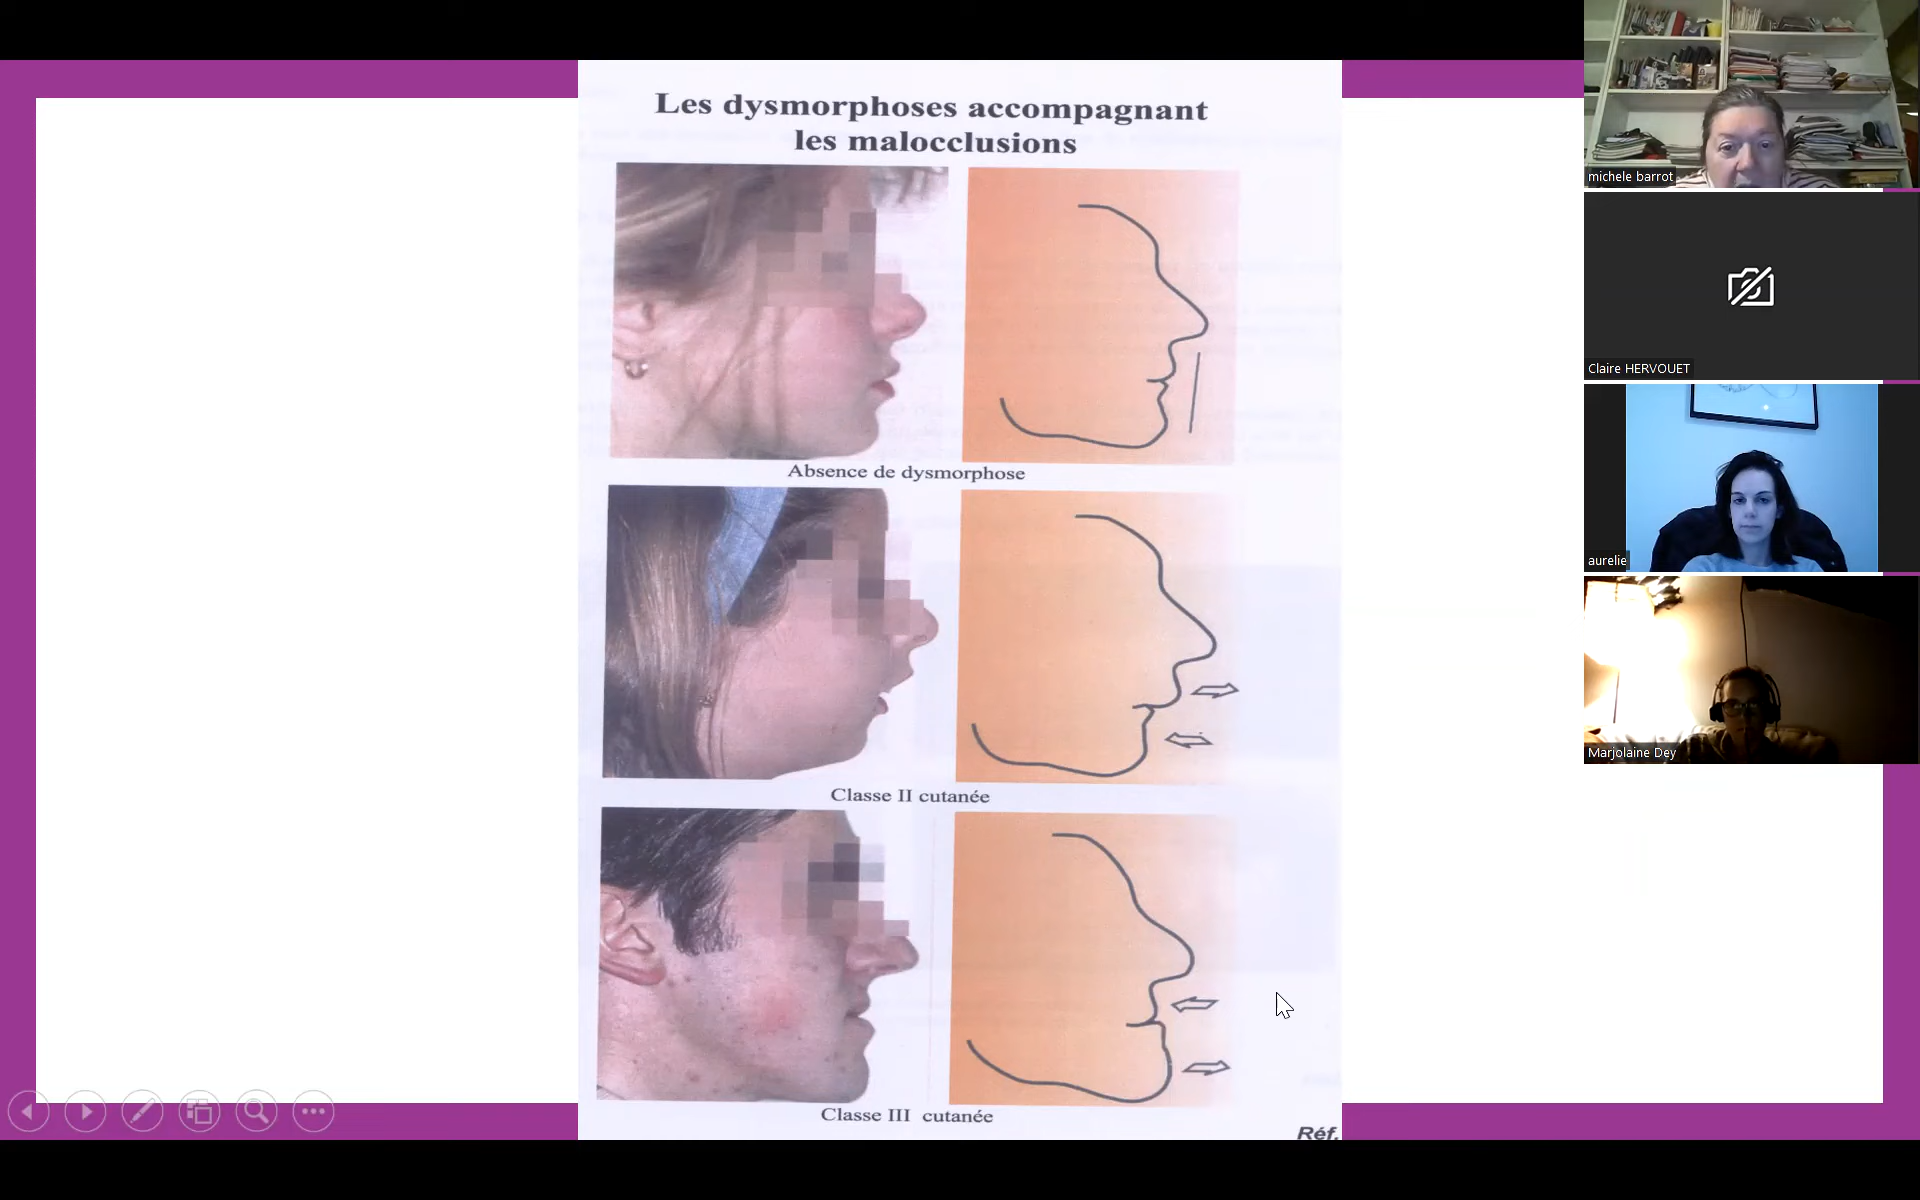 Les dysmorphoses accompagnant
les malocclusions
Absence de dysmorphose
Classe II cutanée
Classe III cutanée
Réf.
michele barrot
Claire HERVOUET
aurelie
Marjolaine Dey